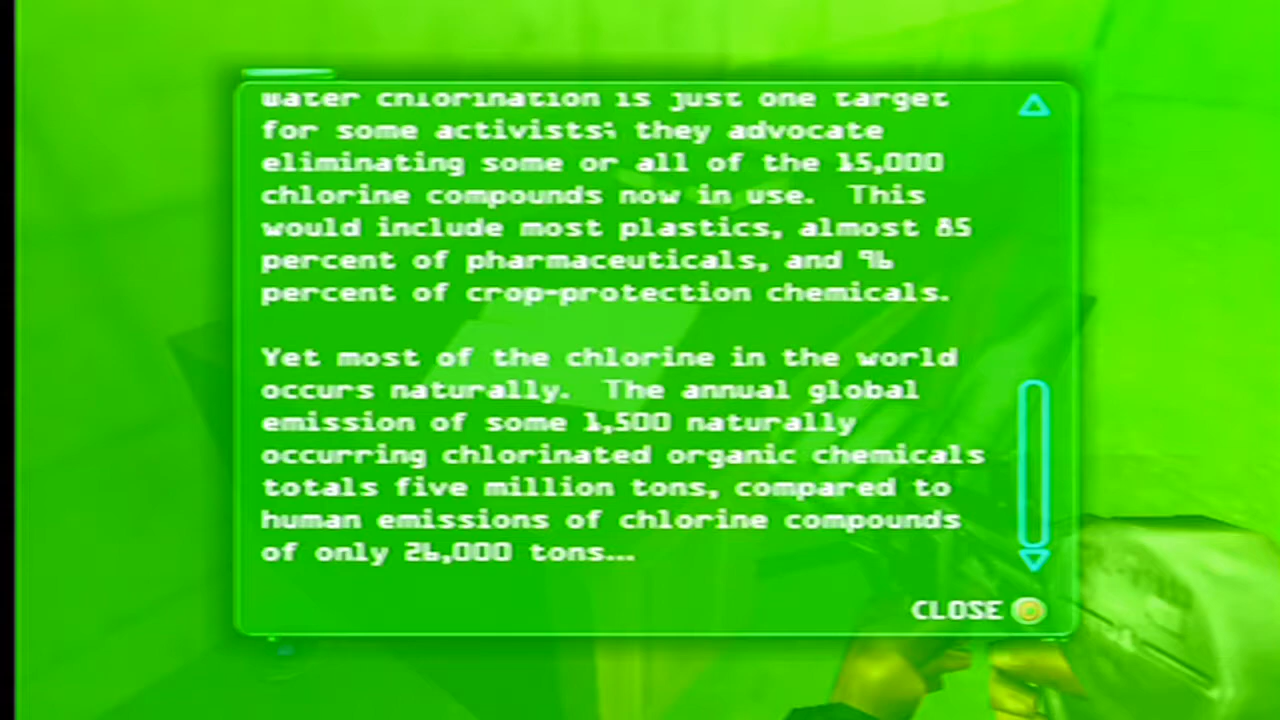 water chlorination is just one target
for some activists; they advocate
eliminating some or all of the 15,000
chlorine compounds now in use.  This
would include most plastics, almost 85
percent of pharmaceuticals, and 96
percent of crop-protection chemicals.
Yet most of the chlorine in the world
occurs naturally.  The annual global
emission of some 1,500 naturally
occurring chlorinated organic chemicals
totals five million tons, compared to
human emissions of chlorine compounds
of only 26,000 tons...
CLOSE